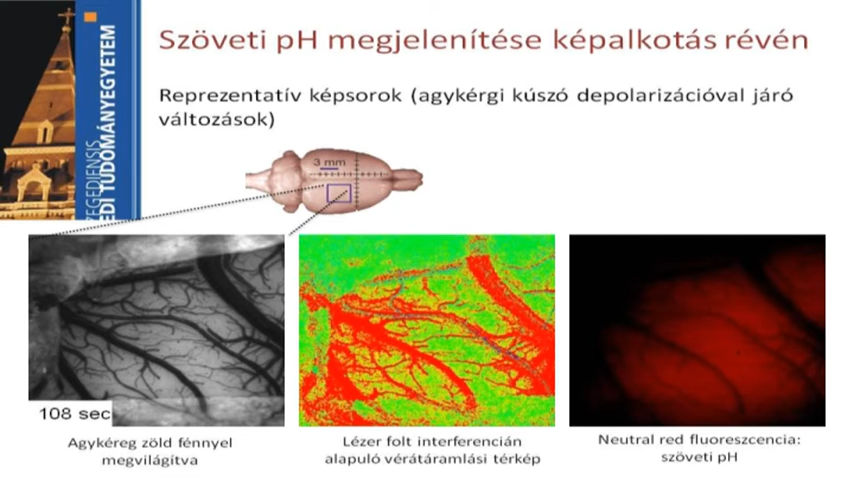 Szöveti pH megjelenítése képalkotás révén
Reprezentatív képsorok (agykérgi kúszó depolarizációval járó
változások)
EGEDIENSIS
EDI TUDOMÁNYEGYETEM
3 mm
108 sec
Agykéreg zöld fénnyel
megvilágítva
Lézer folt interferencián
alapuló vérátáramlási térkép
Neutral red fluoreszcencia:
szöveti pH